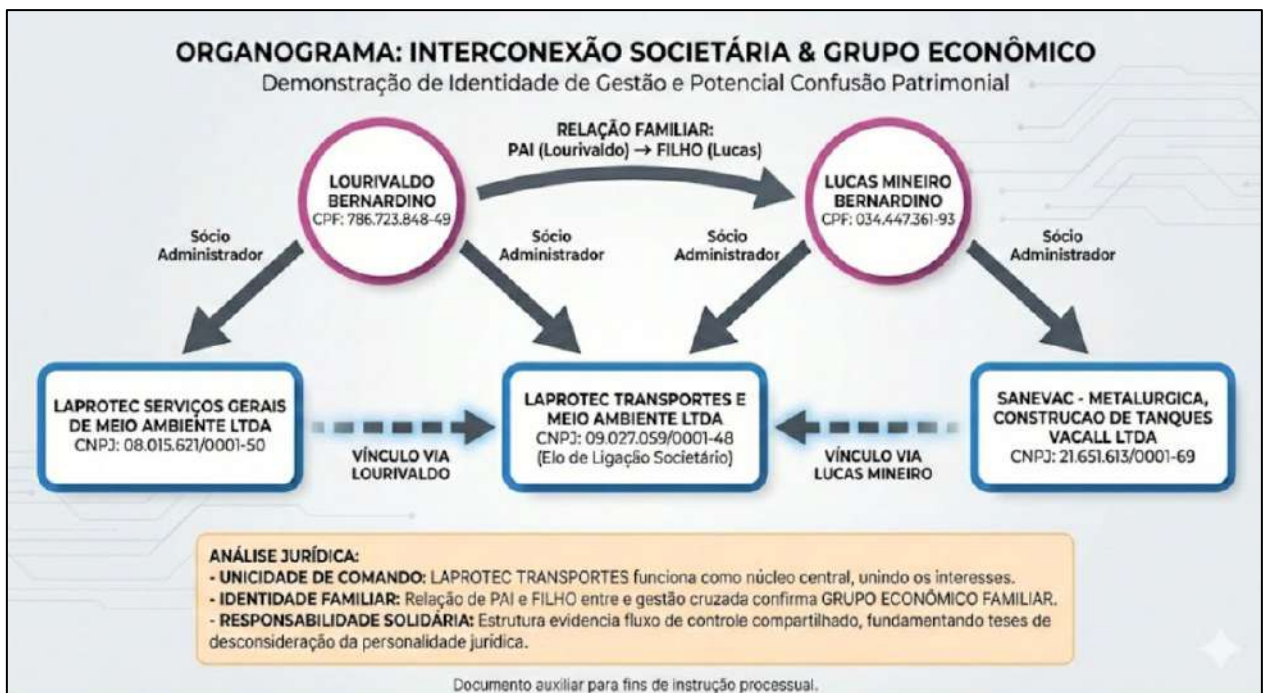 ORGANOGRAMA: INTERCONEXÃO SOCIETÁRIA & GRUPO ECONÔMICO
Demonstração de Identidade de Gestão e Potencial Confusão Patrimonial
RELAÇÃO FAMILIAR:
PAI (Lourivaldo) → FILHO (Lucas)
LOURIVALDO
BERNARDINO
CPF: 786.723.848-49
LUCAS MINEIRO
BERNARDINO
CPF: 034.447.361-93
Sócio
Administrador
Sócio
Administrador
Sócio
Administrador
Sócio
Administrador
LAPROTEC SERVIÇOS GERAIS
DE MEIO AMBIENTE LTDA
CNPJ: 08.015.621/0001-50
VÍNCULO VIA
LOURIVALDO
LAPROTEC TRANSPORTES E
MEIO AMBIENTE LTDA
CNPJ: 09.027.059/0001-48
(Elo de Ligação Societário)
VÍNCULO VIA
LUCAS MINEIRO
SANEVAC - METALURGICA,
CONSTRUCAO DE TANQUES
VACALL LTDA
CNPJ: 21.651.613/0001-69
ANÁLISE JURÍDICA:
- UNICIDADE DE COMANDO: LAPROTEC TRANSPORTES funciona como núcleo central, unindo os interesses.
- IDENTIDADE FAMILIAR: Relação de PAI e FILHO entre e gestão cruzada confirma GRUPO ECONÔMICO FAMILIAR.
- RESPONSABILIDADE SOLIDÁRIA: Estrutura evidencia fluxo de controle compartilhado, fundamentando teses de
desconsideração da personalidade jurídica.
Documento auxiliar para fins de instrução processual.